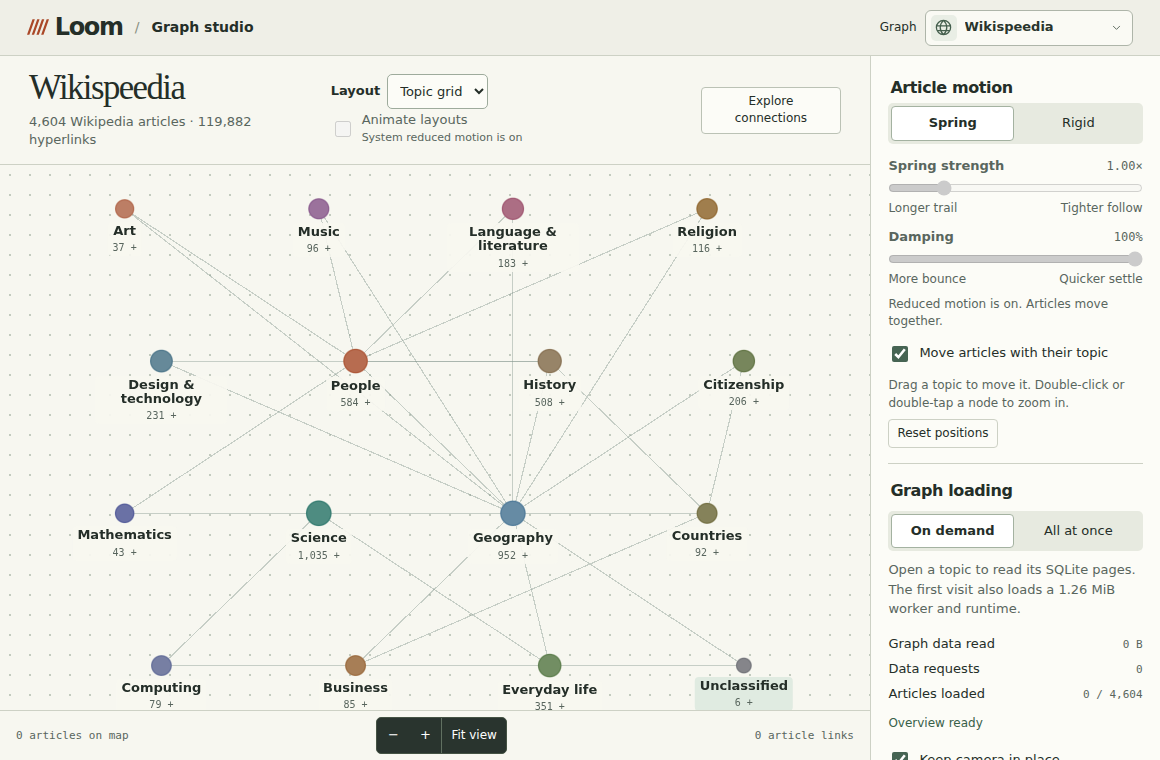 Loom / Graph studio
Graph Wikispeedia
Wikispeedia
4,604 Wikipedia articles · 119,882
hyperlinks
Layout Topic grid
Animate layouts
System reduced motion is on
Explore
connections
Art
37 +
Music
96 +
Language &
literature
183 +
Religion
116 +
Design &
technology
231 +
People
584 +
History
508 +
Citizenship
206 +
Mathematics
43 +
Science
1,035 +
Geography
952 +
Countries
92 +
Computing
79 +
Business
85 +
Everyday life
351 +
Unclassified
6 +
0 articles on map
− + Fit view
0 article links
Article motion
Spring Rigid
Spring strength 1.00×
Longer trail Tighter follow
Damping 100%
More bounce Quicker settle
Reduced motion is on. Articles move
together.
Move articles with their topic
Drag a topic to move it. Double-click or
double-tap a node to zoom in.
Reset positions
Graph loading
On demand All at once
Open a topic to read its SQLite pages.
The first visit also loads a 1.26 MiB
worker and runtime.
Graph data read 0 B
Data requests 0
Articles loaded 0 / 4,604
Overview ready
Keep camera in place